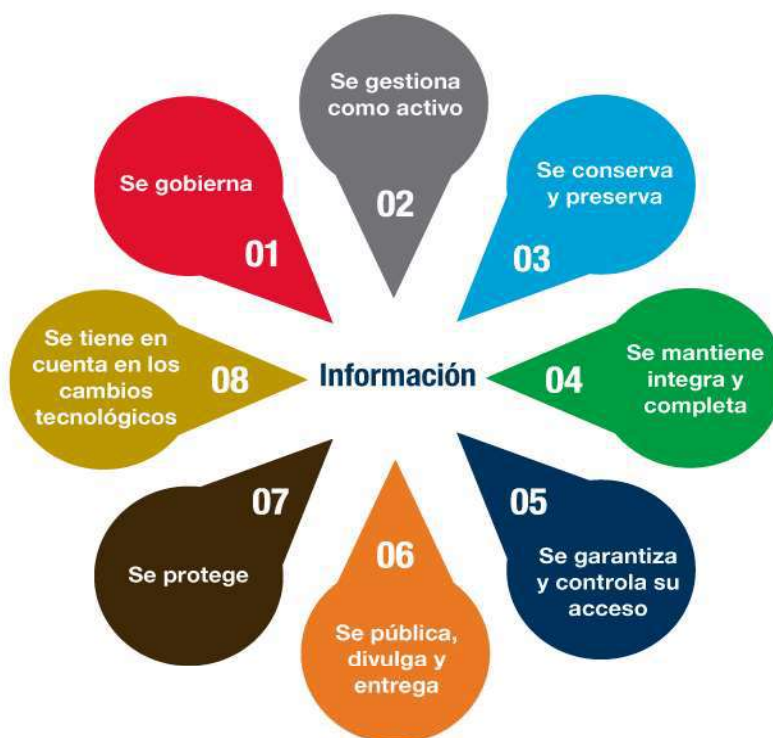 Se gobierna
01
Se gestiona
como activo
02
Se conserva
y preserva
03
Se mantiene
integra y
completa
04
Se garantiza
y controla su
acceso
05
Se pública,
divulga y
entrega
06
Se protege
07
Se tiene en
cuenta en los
cambios
tecnológicos
08
Información